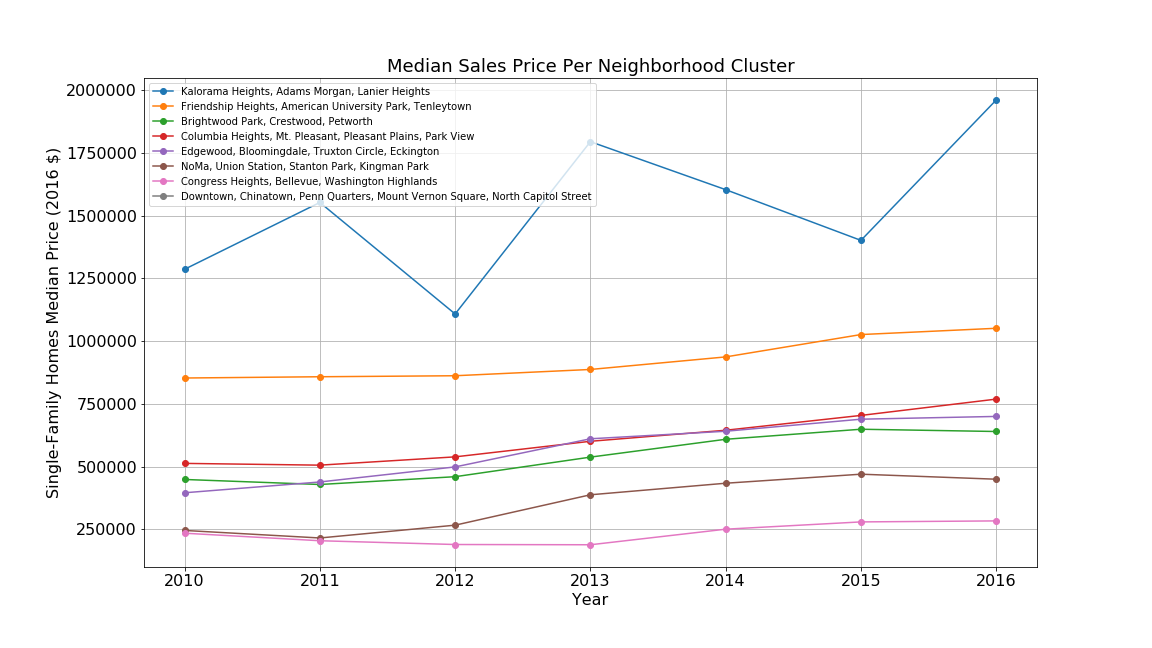 Median Sales Price Per Neighborhood Cluster
2000000
1750000
1500000
1250000
1000000
750000
500000
250000
Single-Family Homes Median Price (2016 $)
Kalorama Heights, Adams Morgan, Lanier Heights
Friendship Heights, American University Park, Tenleytown
Brightwood Park, Crestwood, Petworth
Columbia Heights, Mt. Pleasant, Pleasant Plains, Park View
Edgewood, Bloomingdale, Truxton Circle, Eckington
NoMa, Union Station, Stanton Park, Kingman Park
Congress Heights, Bellevue, Washington Highlands
Downtown, Chinatown, Penn Quarters, Mount Vernon Square, North Capitol Street
2010 2011 2012 2013 2014 2015 2016
Year